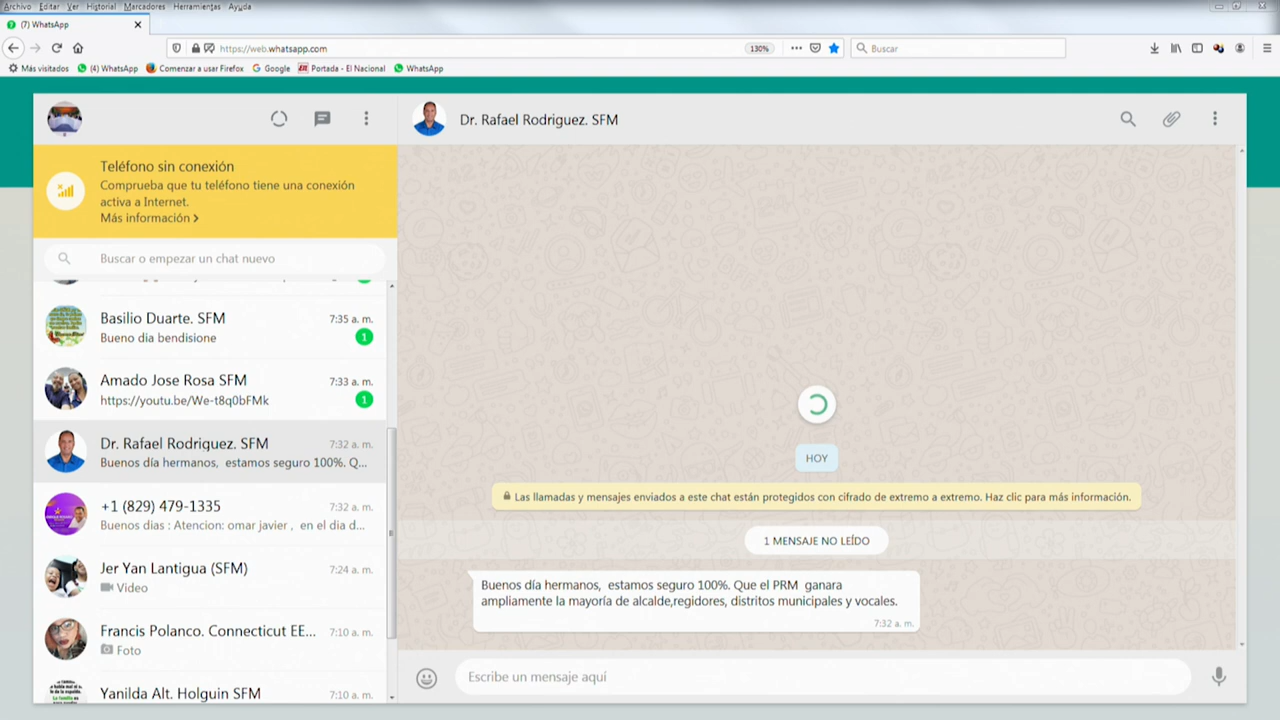 Archivo Editar Ver Historial Marcadores Herramientas Ayuda
(7) WhatsApp
https://web.whatsapp.com
130%
Buscar
Más visitados (4) WhatsApp Comenzar a usar Firefox Google Portada - El Nacional WhatsApp
Dr. Rafael Rodriguez. SFM
Teléfono sin conexión
Comprueba que tu teléfono tiene una conexión
activa a Internet.
Más información >
Buscar o empezar un chat nuevo
Basilio Duarte. SFM 7:35 a. m.
Bueno dia bendisione 1
Amado Jose Rosa SFM 7:33 a. m.
https://youtu.be/We-t8q0bFMk 1
Dr. Rafael Rodriquez. SFM 7:32 a. m.
Buenos día hermanos, estamos seguro 100%. Q...
+1 (829) 479-1335 7:32 a. m.
Buenos dias : Atencion: omar javier , en el dia d...
Jer Yan Lantigua (SFM) 7:24 a. m.
Video
Francis Polanco. Connecticut EE... 7:10 a. m.
Foto
Yanilda Alt. Holguin SFM 7:10 a. m.
HOY
Las llamadas y mensajes enviados a este chat están protegidos con cifrado de extremo a extremo. Haz clic para más información.
1 MENSAJE NO LEÍDO
Buenos día hermanos, estamos seguro 100%. Que el PRM ganara
ampliamente la mayoría de alcalde,regidores, distritos municipales y vocales.
7:32 a. m.
Escribe un mensaje aquí